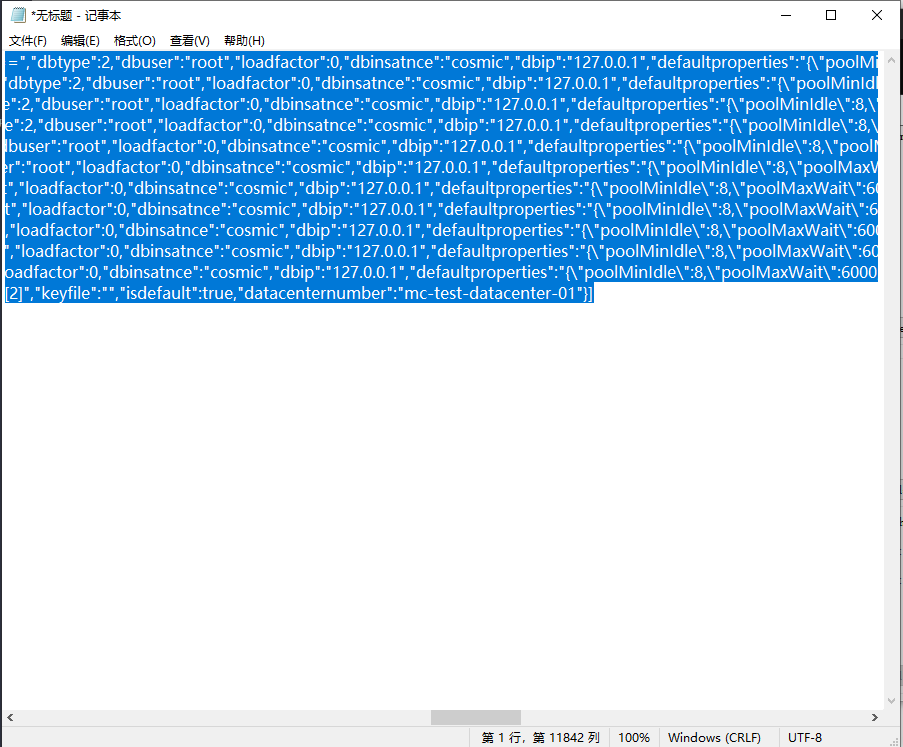 *无标题 - 记事本
文件(F) 编辑(E) 格式(O) 查看(V) 帮助(H)
=","dbtype":2,"dbuser":"root","loadfactor":0,"dbinsatnce":"cosmic","dbip":"127.0.0.1","defaultproperties":"{\"poolMi
"dbtype":2,"dbuser":"root","loadfactor":0,"dbinsatnce":"cosmic","dbip":"127.0.0.1","defaultproperties":"{\"poolMinIdl
e":2,"dbuser":"root","loadfactor":0,"dbinsatnce":"cosmic","dbip":"127.0.0.1","defaultproperties":"{\"poolMinIdle\":8,\"
e":2,"dbuser":"root","loadfactor":0,"dbinsatnce":"cosmic","dbip":"127.0.0.1","defaultproperties":"{\"poolMinIdle\":8,\
dbuser":"root","loadfactor":0,"dbinsatnce":"cosmic","dbip":"127.0.0.1","defaultproperties":"{\"poolMinIdle\":8,\"pool
er":"root","loadfactor":0,"dbinsatnce":"cosmic","dbip":"127.0.0.1","defaultproperties":"{\"poolMinIdle\":8,\"poolMaxW
","loadfactor":0,"dbinsatnce":"cosmic","dbip":"127.0.0.1","defaultproperties":"{\"poolMinIdle\":8,\"poolMaxWait\":60
t","loadfactor":0,"dbinsatnce":"cosmic","dbip":"127.0.0.1","defaultproperties":"{\"poolMinIdle\":8,\"poolMaxWait\":6
,"loadfactor":0,"dbinsatnce":"cosmic","dbip":"127.0.0.1","defaultproperties":"{\"poolMinIdle\":8,\"poolMaxWait\":600
","loadfactor":0,"dbinsatnce":"cosmic","dbip":"127.0.0.1","defaultproperties":"{\"poolMinIdle\":8,\"poolMaxWait\":60
loadfactor":0,"dbinsatnce":"cosmic","dbip":"127.0.0.1","defaultproperties":"{\"poolMinIdle\":8,\"poolMaxWait\":6000
[2]","keyfile":"","isdefault":true,"datacenternumber":"mc-test-datacenter-01"}]
第 1 行，第 11842 列 100% Windows (CRLF) UTF-8